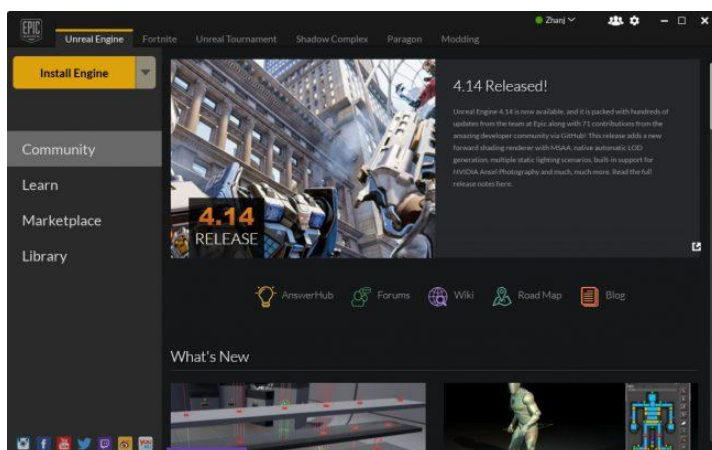 EPIC
Zhanj
Unreal Engine
Fortnite
Unreal Tournament
Shadow Complex
Paragon
Modding
Install Engine
Community
Learn
Marketplace
Library
4.14
RELEASE
4.14 Released!
Unreal Engine 4.14 is now available, and it is packed with hundreds of
updates from the team at Epic along with 71 contributions from the
amazing developer community via GitHub! This release adds a new
forward shading renderer with MSAA, native automatic LOD
generation, multiple static lighting scenarios, built-in support for
NVIDIA Ansel Photography and much, much more. Read the full
release notes here.
AnswerHub
Forums
Wiki
Road Map
Blog
What's New